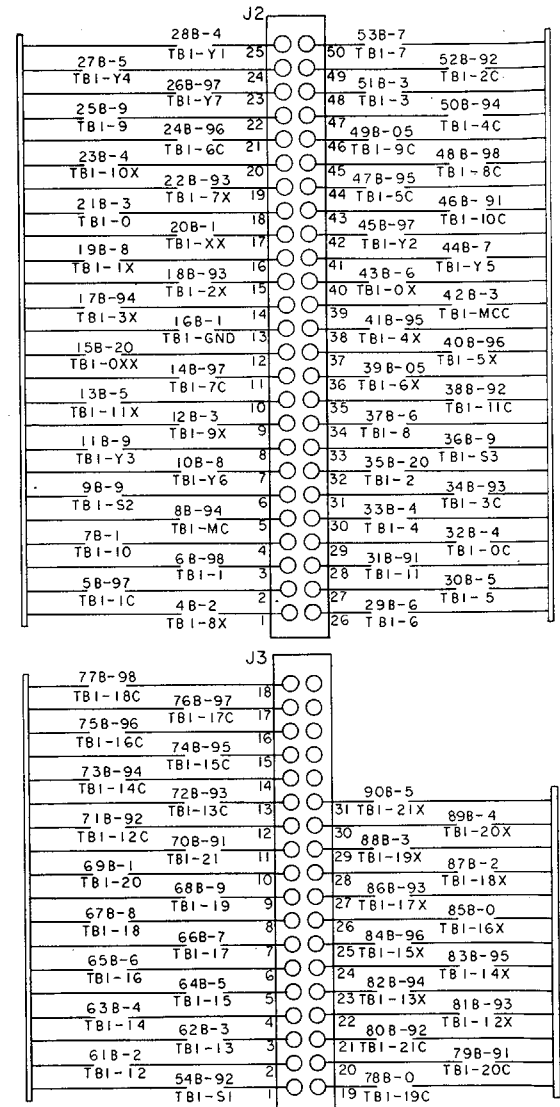 J2
28B-4 53B-7
TB1-Y1 25 50 TB1-7
27B-5 52B-92
TB1-Y4 24 49 TB1-2C
26B-97 51B-3
TB1-Y7 23 48 TB1-3
25B-9 50B-94
TB1-9 22 47 TB1-4C
24B-96 49B-05
TB1-6C 21 46 TB1-9C
23B-4 48B-98
TB1-10X 20 45 TB1-8C
22B-93 47B-95
TB1-7X 19 44 TB1-5C
21B-3 46B-91
TB1-0 18 43 TB1-10C
20B-1 45B-97
TB1-XX 17 42 TB1-Y2
19B-8 44B-7
TB1-1X 16 41 TB1-Y5
18B-93 43B-6
TB1-2X 15 40 TB1-0X
17B-94 42B-3
TB1-3X 14 39 TB1-MCC
16B-1 41B-95
TB1-GND 13 38 TB1-4X
15B-20 40B-96
TB1-0XX 12 37 TB1-5X
14B-97 39B-05
TB1-7C 11 36 TB1-6X
13B-5 38B-92
TB1-11X 10 35 TB1-11C
12B-3 37B-6
TB1-9X 9 34 TB1-8
11B-9 36B-9
TB1-Y3 8 33 TB1-S3
10B-8 35B-20
TB1-Y6 7 32 TB1-2
9B-9 34B-93
TB1-S2 6 31 TB1-3C
8B-94 33B-4
TB1-MC 5 30 TB1-4
7B-1 32B-4
TB1-10 4 29 TB1-0C
6B-98 31B-91
TB1-1 3 28 TB1-11
5B-97 30B-5
TB1-1C 2 27 TB1-5
4B-2 29B-6
TB1-8X 1 26 TB1-6
J3
77B-98
TB1-18C 18
76B-97
TB1-17C 17
75B-96
TB1-16C 16
74B-95
TB1-15C 15
73B-94
TB1-14C 14
72B-93 90B-5
TB1-13C 13 31 TB1-21X
71B-92 89B-4
TB1-12C 12 30 TB1-20X
70B-91 88B-3
TB1-21 11 29 TB1-19X
69B-1 87B-2
TB1-20 10 28 TB1-18X
68B-9 86B-93
TB1-19 9 27 TB1-17X
67B-8 85B-0
TB1-18 8 26 TB1-16X
66B-7 84B-96
TB1-17 7 25 TB1-15X
65B-6 83B-95
TB1-16 6 24 TB1-14X
64B-5 82B-94
TB1-15 5 23 TB1-13X
63B-4 81B-93
TB1-14 4 22 TB1-12X
62B-3 80B-92
TB1-13 3 21 TB1-21C
61B-2 79B-91
TB1-12 2 20 TB1-20C
54B-92 78B-0
TB1-S1 1 19 TB1-19C